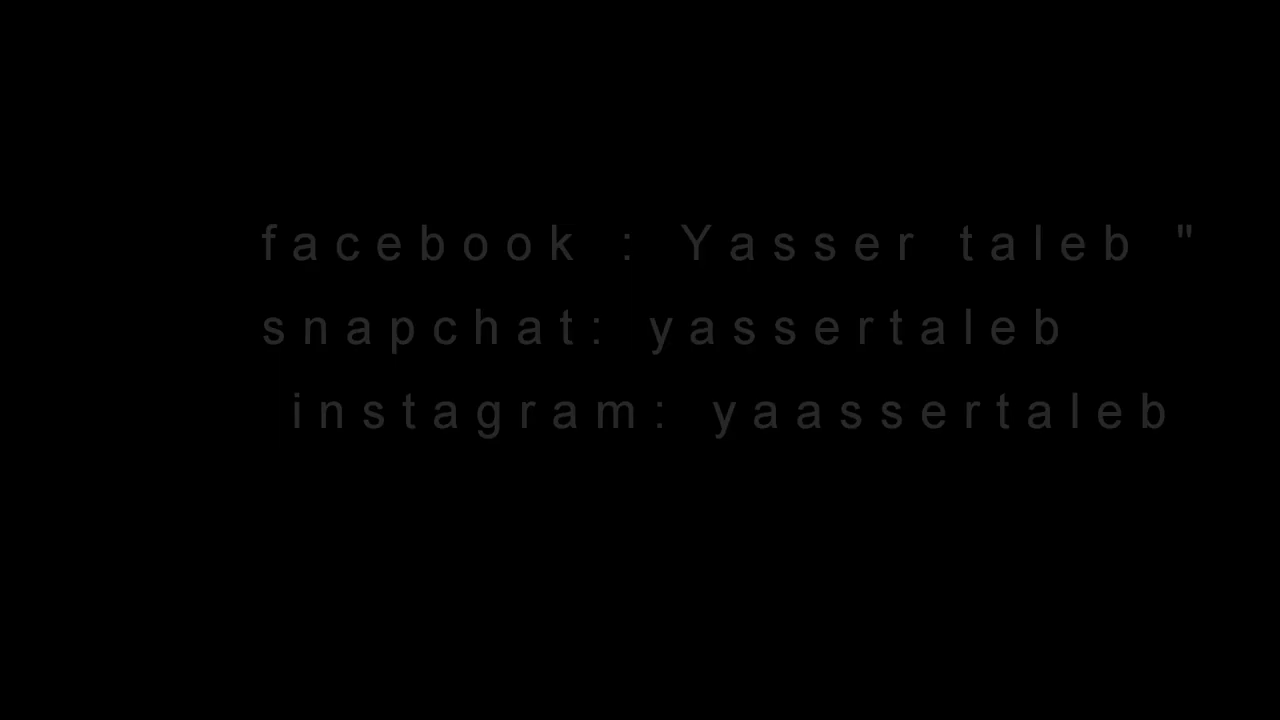 facebook : Yasser taleb "
snapchat: yassertaleb
instagram: yaassertaleb